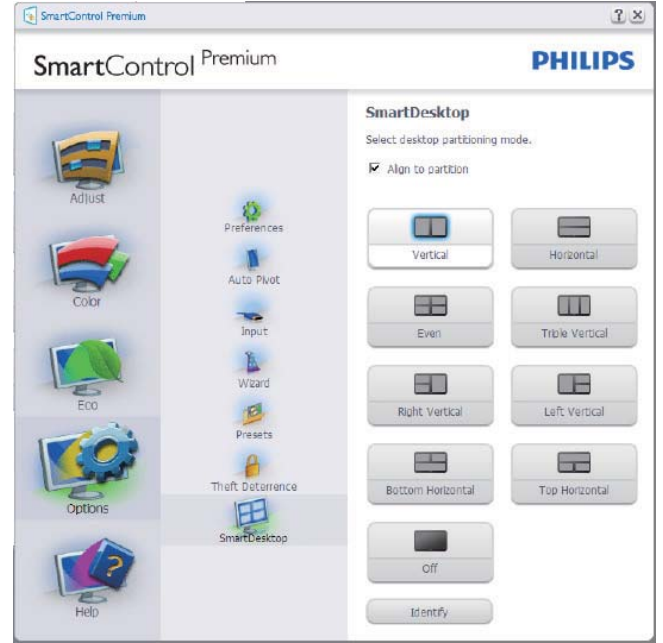 SmartControl Premium
SmartControl Premium
PHILIPS
Adjust
Color
Eco
Options
Help
Preferences
Auto Pivot
Input
Wizard
Presets
Theft Deterrence
SmartDesktop
SmartDesktop
Select desktop partitioning mode.
Align to partition
Vertical
Horizontal
Even
Triple Vertical
Right Vertical
Left Vertical
Bottom Horizontal
Top Horizontal
Off
Identify